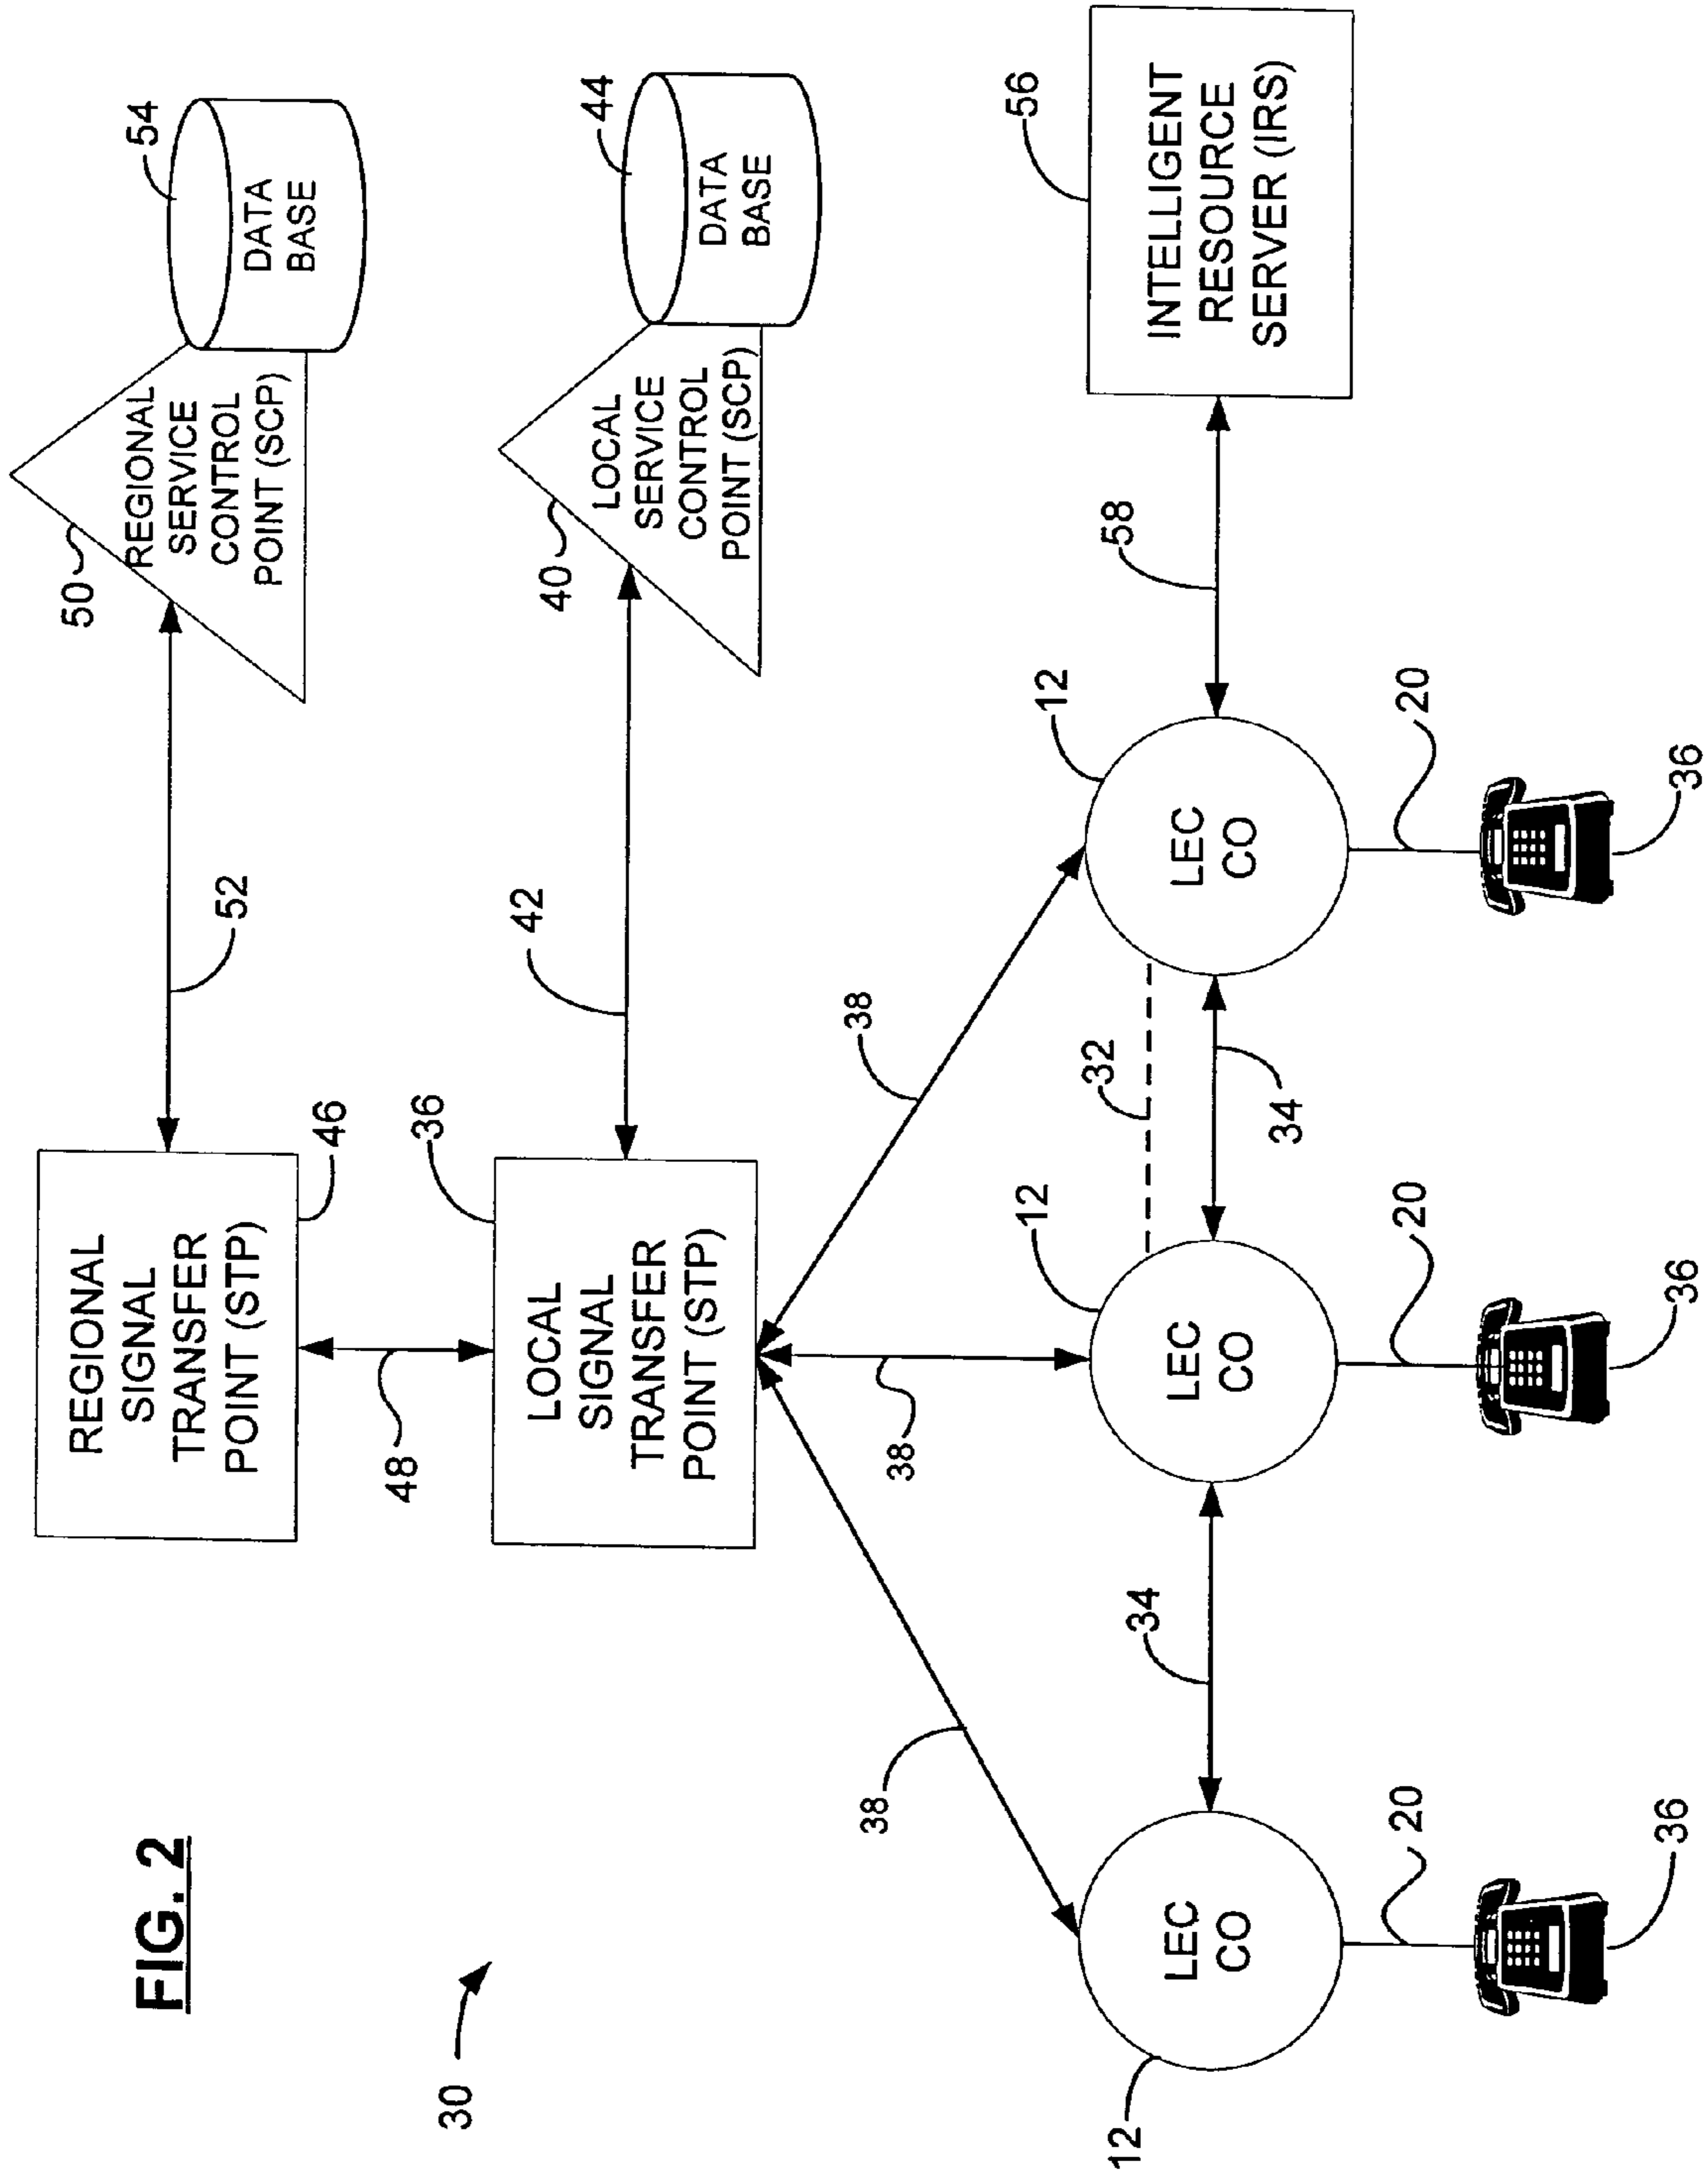 FIG. 2
30
REGIONAL
SIGNAL
TRANSFER
POINT (STP)
46
52
50
REGIONAL
SERVICE
CONTROL
POINT (SCP)
54
DATA
BASE
48
LOCAL
SIGNAL
TRANSFER
POINT (STP)
36
42
40
LOCAL
SERVICE
CONTROL
POINT (SCP)
44
DATA
BASE
38
38
38
12
LEC
CO
34
12
LEC
CO
32
34
12
LEC
CO
58
56
INTELLIGENT
RESOURCE
SERVER (IRS)
20
20
20
36
36
36